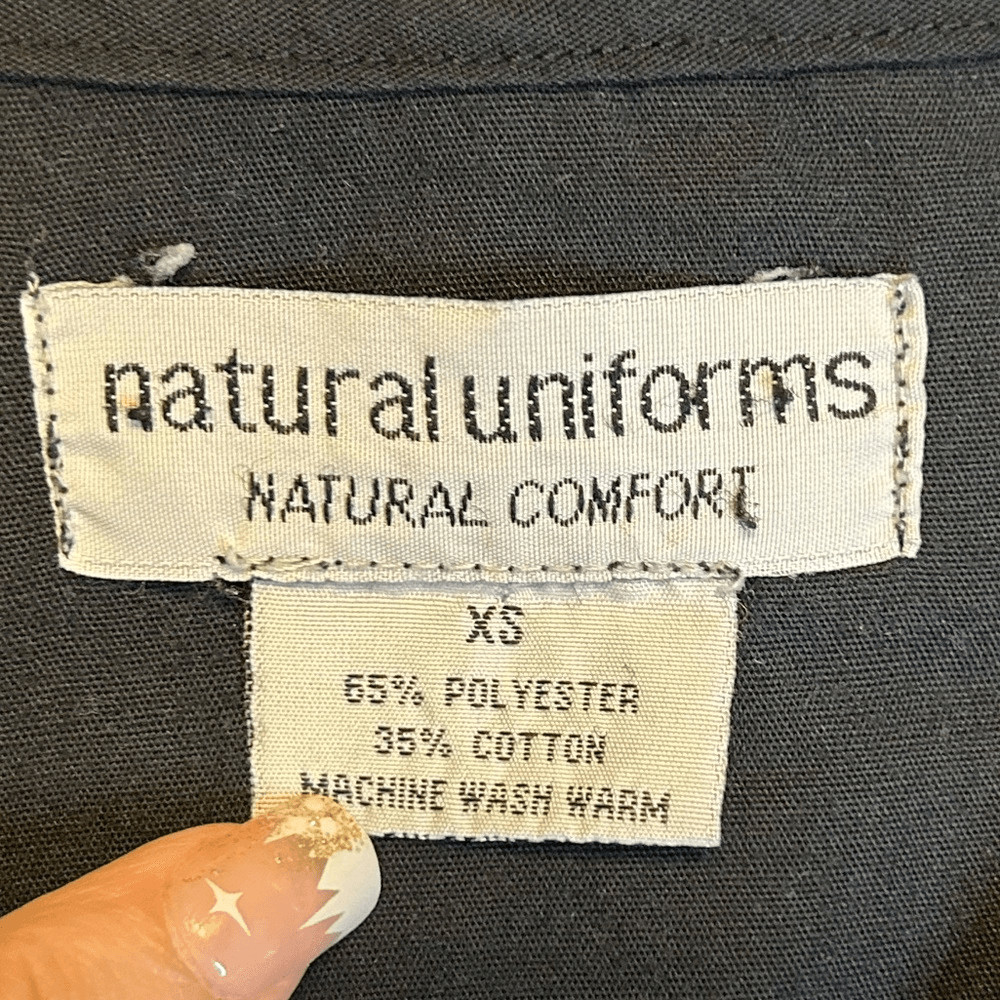 natural uniforms
NATURAL COMFORT
XS
65% POLYESTER
35% COTTON
MACHINE WASH WARM